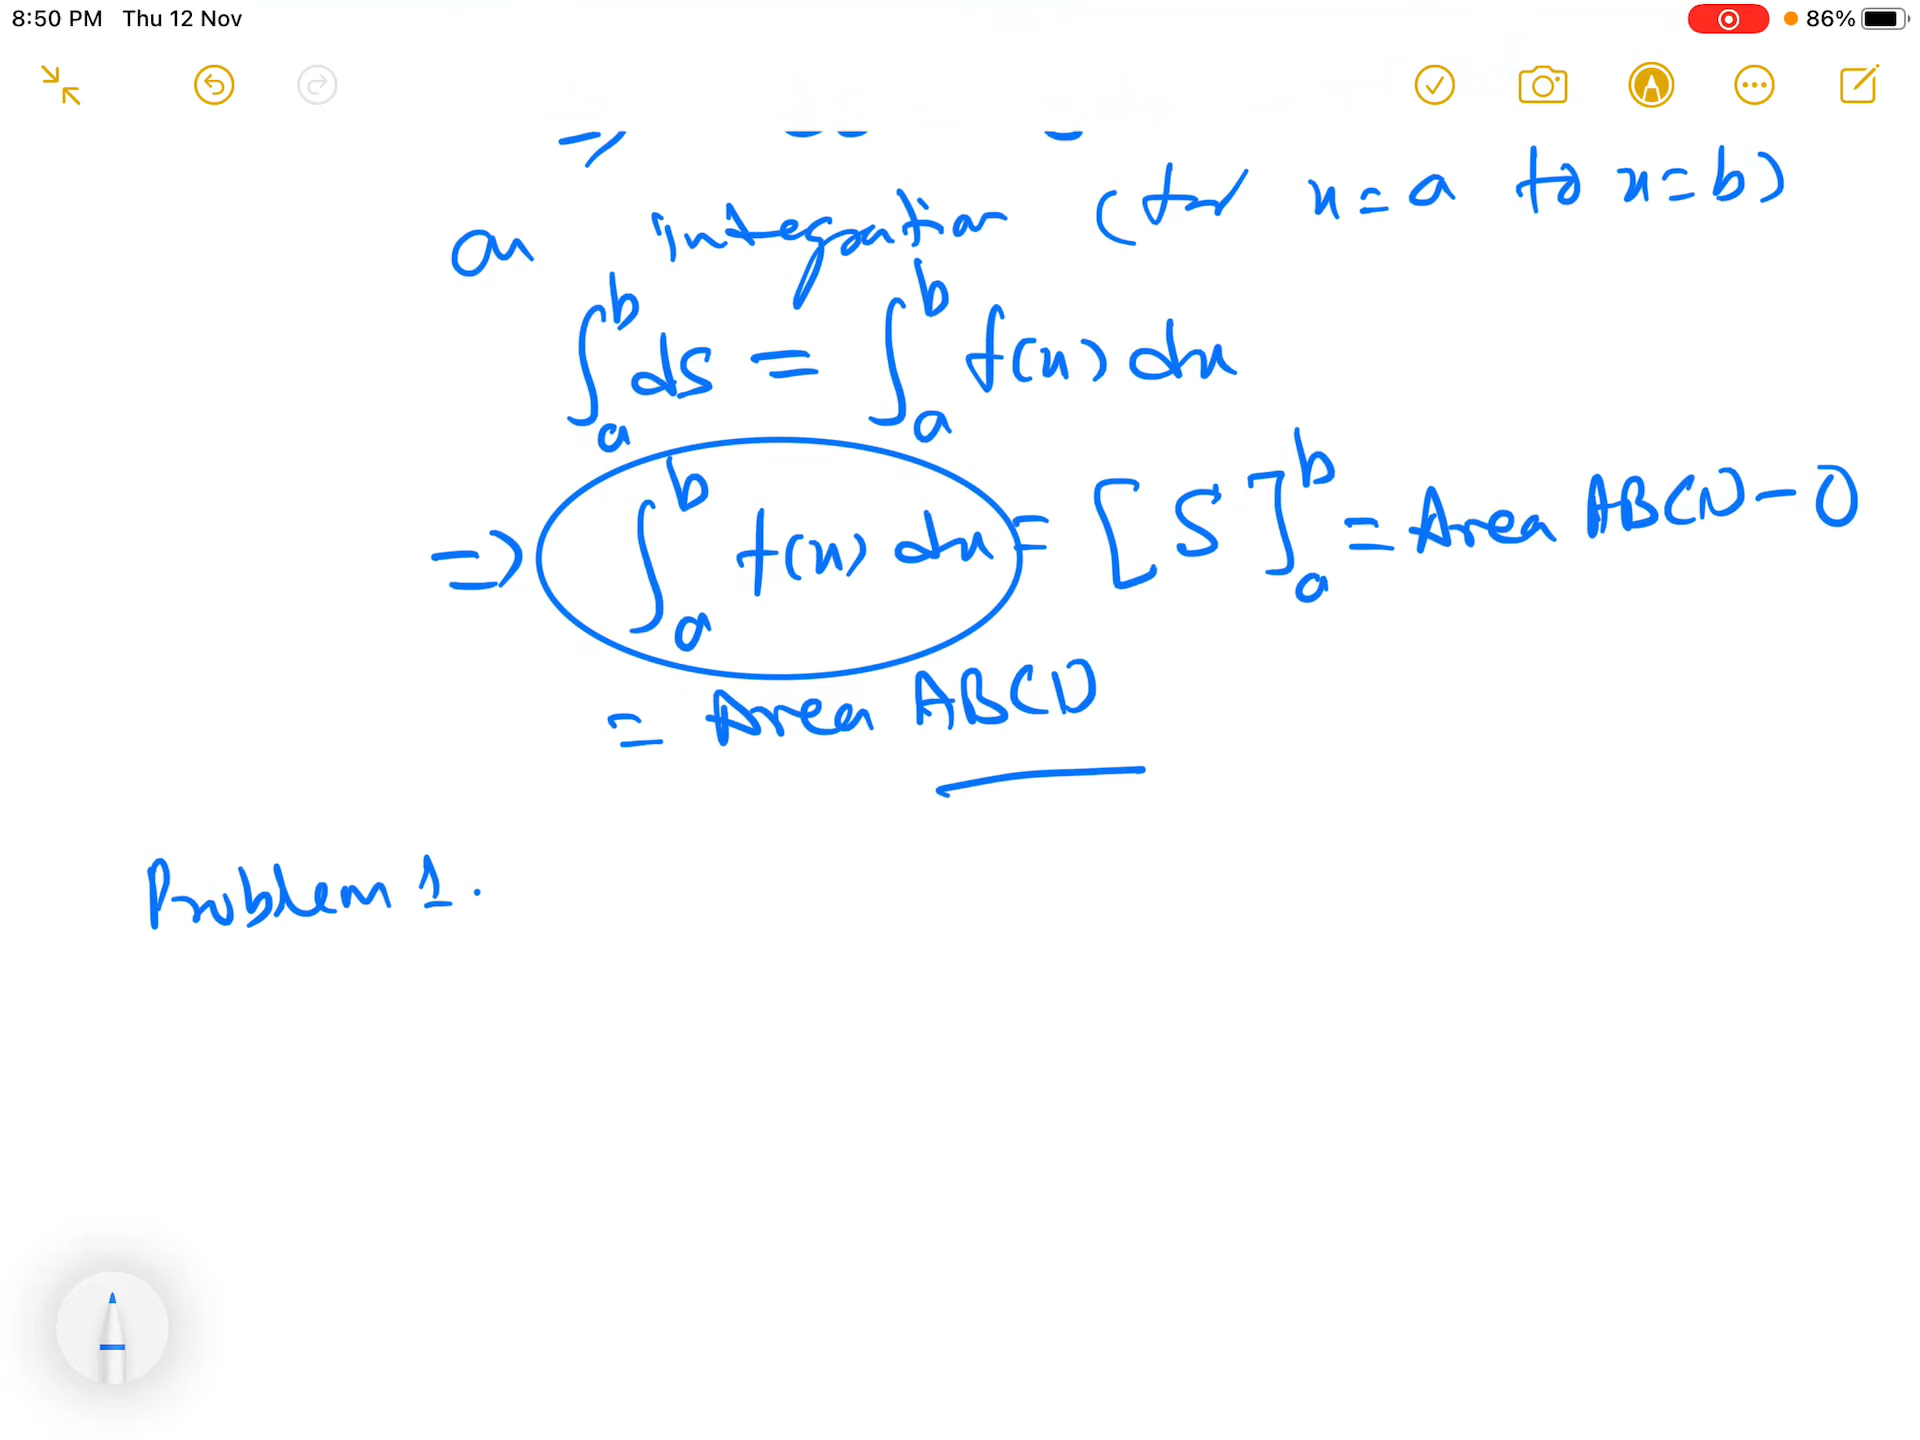 8:50 PM Thu 12 Nov 86%
on integration (for x=a to x=b)
∫_a^b ds = ∫_a^b f(x) dx
⇒ ∫_a^b f(x) dx = [S]_a^b = Area ABCD - 0
= Area ABCD
Problem 1.